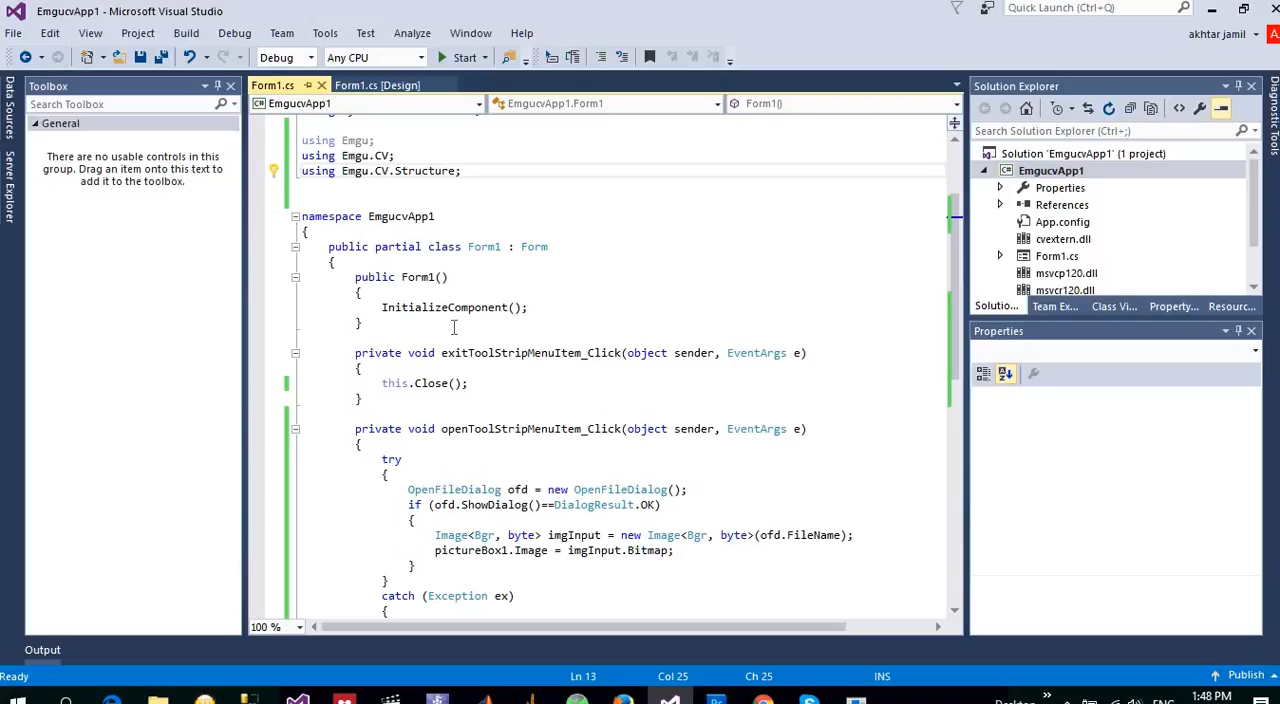 EmgucvApp1 - Microsoft Visual Studio
Quick Launch (Ctrl+Q)
File Edit View Project Build Debug Team Tools Test Analyze Window Help
akhtar jamil
Debug Any CPU Start
Data Sources
Server Explorer
Toolbox
Search Toolbox
General
There are no usable controls in this
group. Drag an item onto this text to
add it to the toolbox.
Form1.cs Form1.cs [Design]
EmgucvApp1 EmgucvApp1.Form1 Form1()
using Emgu;
using Emgu.CV;
using Emgu.CV.Structure;
namespace EmgucvApp1
{
public partial class Form1 : Form
{
public Form1()
{
InitializeComponent();
}
private void exitToolStripMenuItem_Click(object sender, EventArgs e)
{
this.Close();
}
private void openToolStripMenuItem_Click(object sender, EventArgs e)
{
try
{
OpenFileDialog ofd = new OpenFileDialog();
if (ofd.ShowDialog()==DialogResult.OK)
{
Image<Bgr, byte> imgInput = new Image<Bgr, byte>(ofd.FileName);
pictureBox1.Image = imgInput.Bitmap;
}
}
catch (Exception ex)
{
100 %
Solution Explorer
Search Solution Explorer (Ctrl+;)
Solution 'EmgucvApp1' (1 project)
EmgucvApp1
Properties
References
App.config
cvextern.dll
Form1.cs
msvcp120.dll
msvcr120.dll
Solutio... Team Ex... Class Vi... Property... Resourc...
Properties
Diagnostic Tools
Output
Ready Ln 13 Col 25 Ch 25 INS Publish
Desktop ENG 1:48 PM